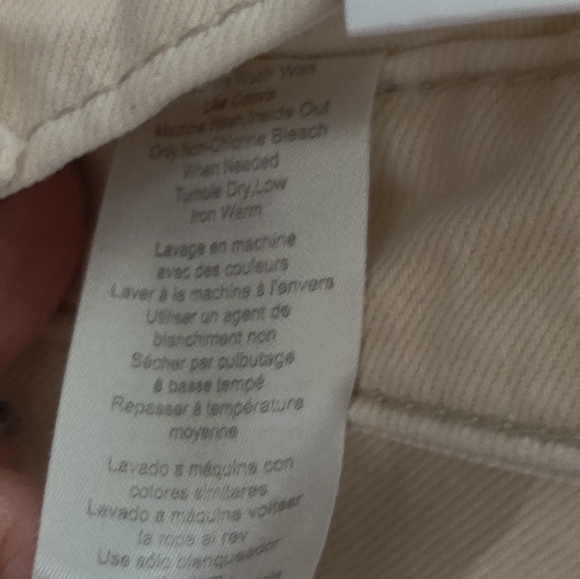 Wash With
Like Colors
Machine Wash, Inside Out
Only Non-Chlorine Bleach
When Needed
Tumble Dry, Low
Iron Warm
Lavage en machine
avec des couleurs
Laver à la machine à l'envers
Utiliser un agent de
blanchiment non
Sécher par culbutage
à basse tempé
Repasser à température
moyenne
Lavado a máquina con
colores similares
Lavado a máquina voltear
la ropa al rev
Use sólo blanqueador